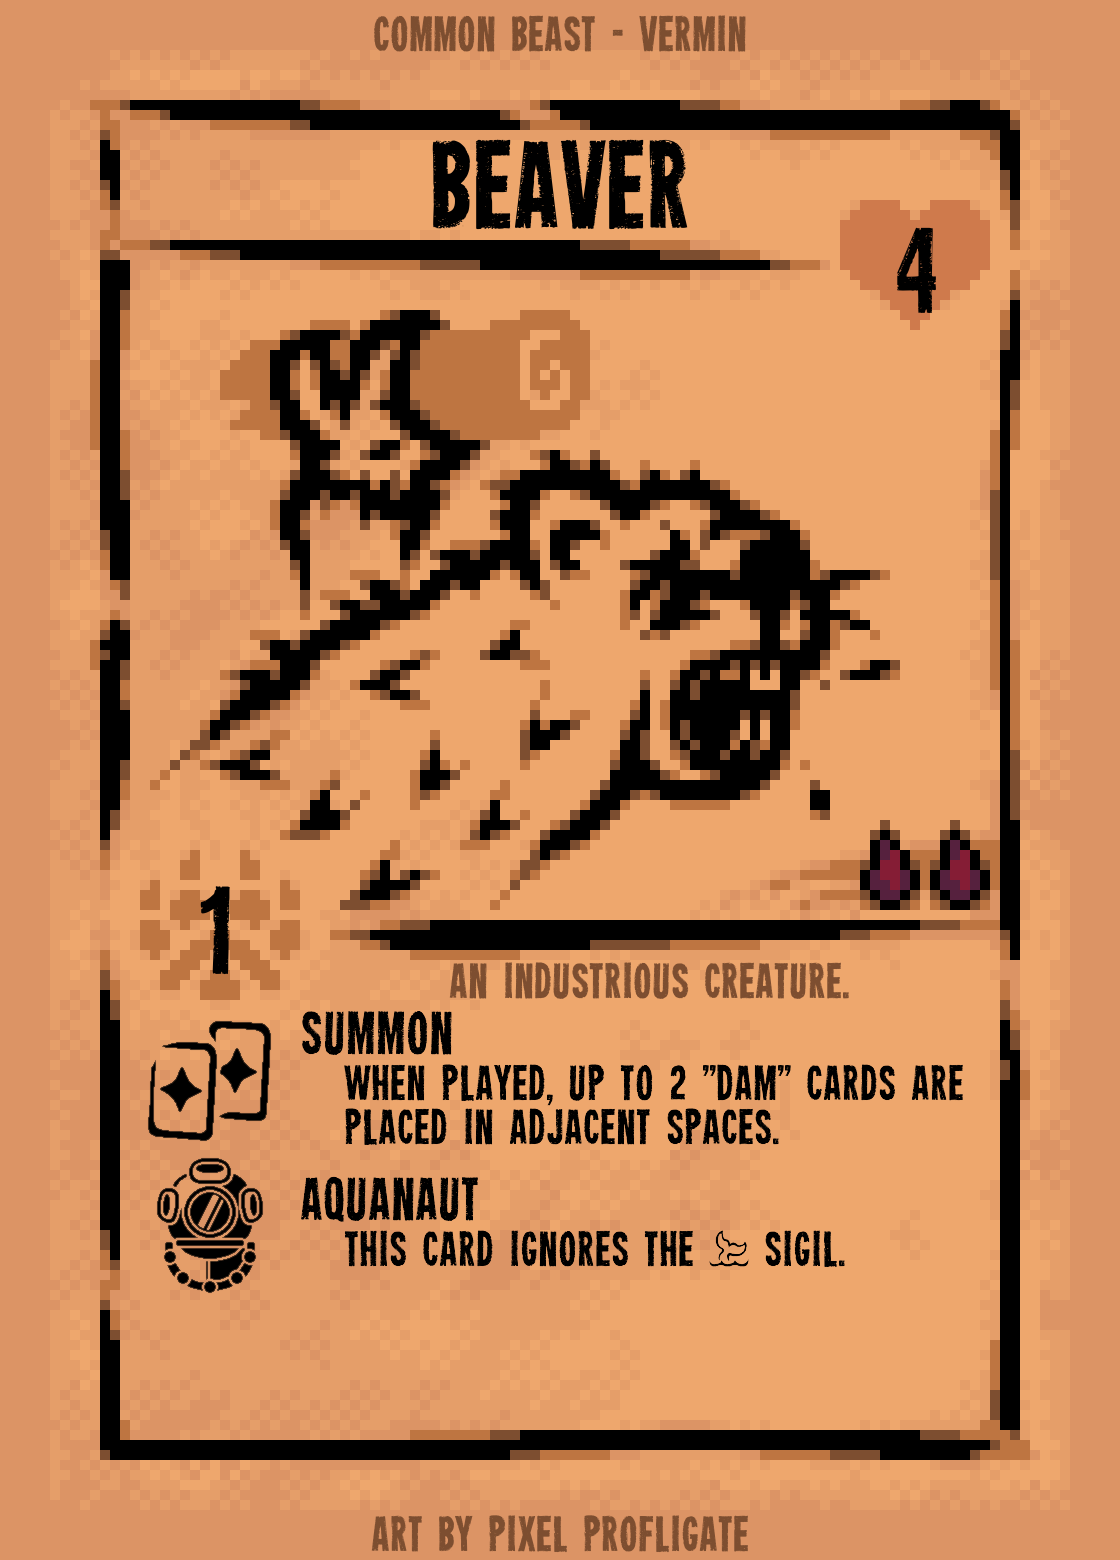 COMMON BEAST - VERMIN
BEAVER
4
1
AN INDUSTRIOUS CREATURE.
SUMMON
WHEN PLAYED, UP TO 2 "DAM" CARDS ARE
PLACED IN ADJACENT SPACES.
AQUANAUT
THIS CARD IGNORES THE SIGIL.
ART BY PIXEL PROFLIGATE